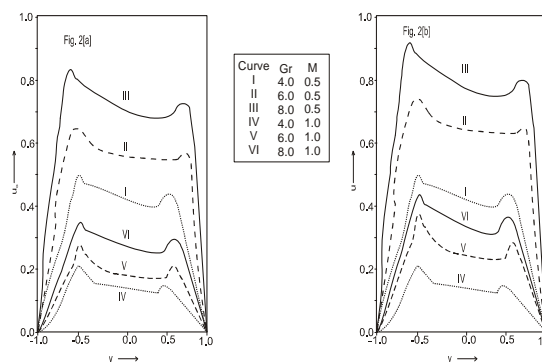 Fig. 2[a]
1,0
0,8
0,6
0,4
0,2
0,0
III
II
I
VI
V
IV
-1,0 -0,5 0,0 0,5 1,0
y
Curve Gr M
I 4.0 0.5
II 6.0 0.5
III 8.0 0.5
IV 4.0 1.0
V 6.0 1.0
VI 8.0 1.0
Fig. 2[b]
1,0
0,8
0,6
0,4
0,2
0,0
III
II
I
VI
V
IV
-1.0 -0.5 0.0 0.5 1.0
y